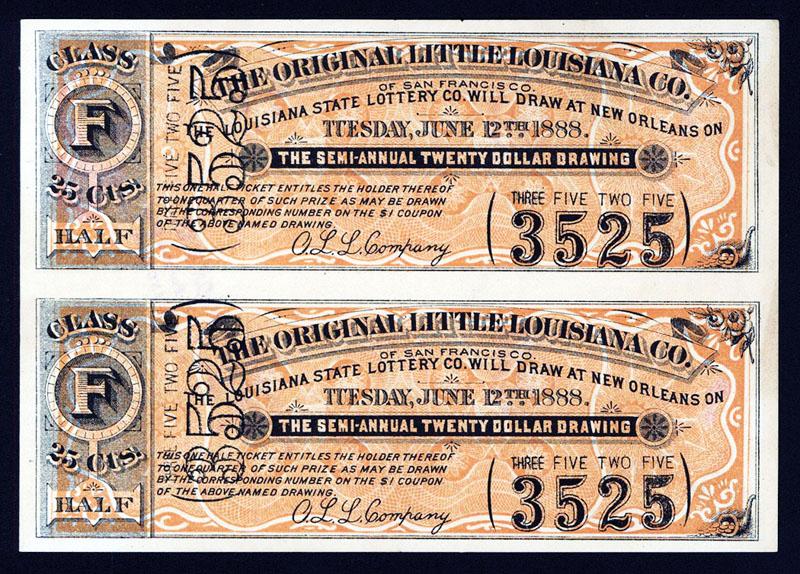 CLASS
F
25 CTS.
HALF
FIVE TWO FIVE
THE ORIGINAL LITTLE LOUISIANA CO.
OF SAN FRANCISCO.
THE LOUISIANA STATE LOTTERY CO. WILL DRAW AT NEW ORLEANS ON
TUESDAY, JUNE 12TH 1888.
THE SEMI-ANNUAL TWENTY DOLLAR DRAWING
THIS ONE HALF TICKET ENTITLES THE HOLDER THEREOF
TO ONE QUARTER OF SUCH PRIZE AS MAY BE DRAWN
BY THE CORRESPONDING NUMBER ON THE $1 COUPON
OF THE ABOVE NAMED DRAWING.
O.L.L. Company
THREE FIVE TWO FIVE
(3525)
CLASS
F
25 CTS.
HALF
FIVE TWO FIVE
THE ORIGINAL LITTLE LOUISIANA CO.
OF SAN FRANCISCO.
THE LOUISIANA STATE LOTTERY CO. WILL DRAW AT NEW ORLEANS ON
TUESDAY, JUNE 12TH 1888.
THE SEMI-ANNUAL TWENTY DOLLAR DRAWING
THIS ONE HALF TICKET ENTITLES THE HOLDER THEREOF
TO ONE QUARTER OF SUCH PRIZE AS MAY BE DRAWN
BY THE CORRESPONDING NUMBER ON THE $1 COUPON
OF THE ABOVE NAMED DRAWING.
O.L.L. Company
THREE FIVE TWO FIVE
(3525)